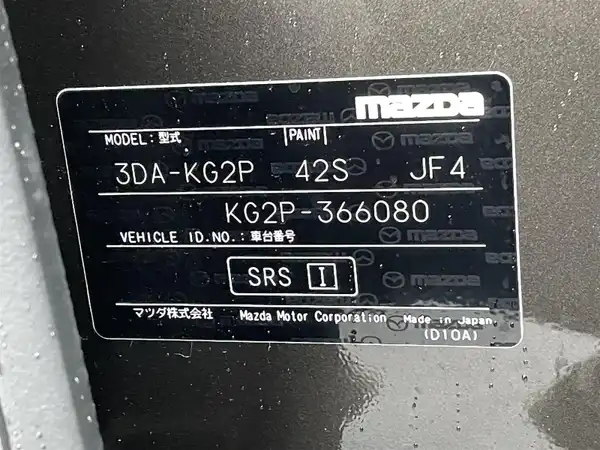 mazda
MODEL: 型式 PAINT
3DA-KG2P 42S JF4
KG2P-366080
VEHICLE ID.NO.: 車台番号
SRS I
マツダ株式会社 Mazda Motor Corporation Made in Japan
(D10A)